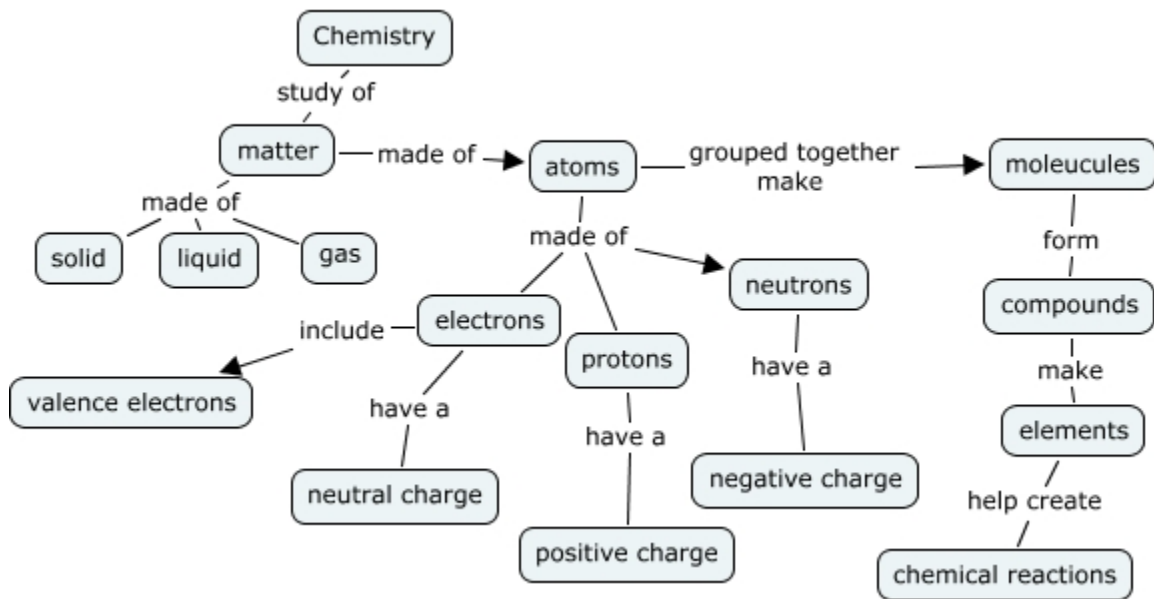 Chemistry
study of
matter
made of
atoms
grouped together
make
moleucules
made of
solid
liquid
gas
made of
form
neutrons
compounds
electrons
include
protons
have a
make
valence electrons
have a
have a
elements
neutral charge
negative charge
help create
positive charge
chemical reactions